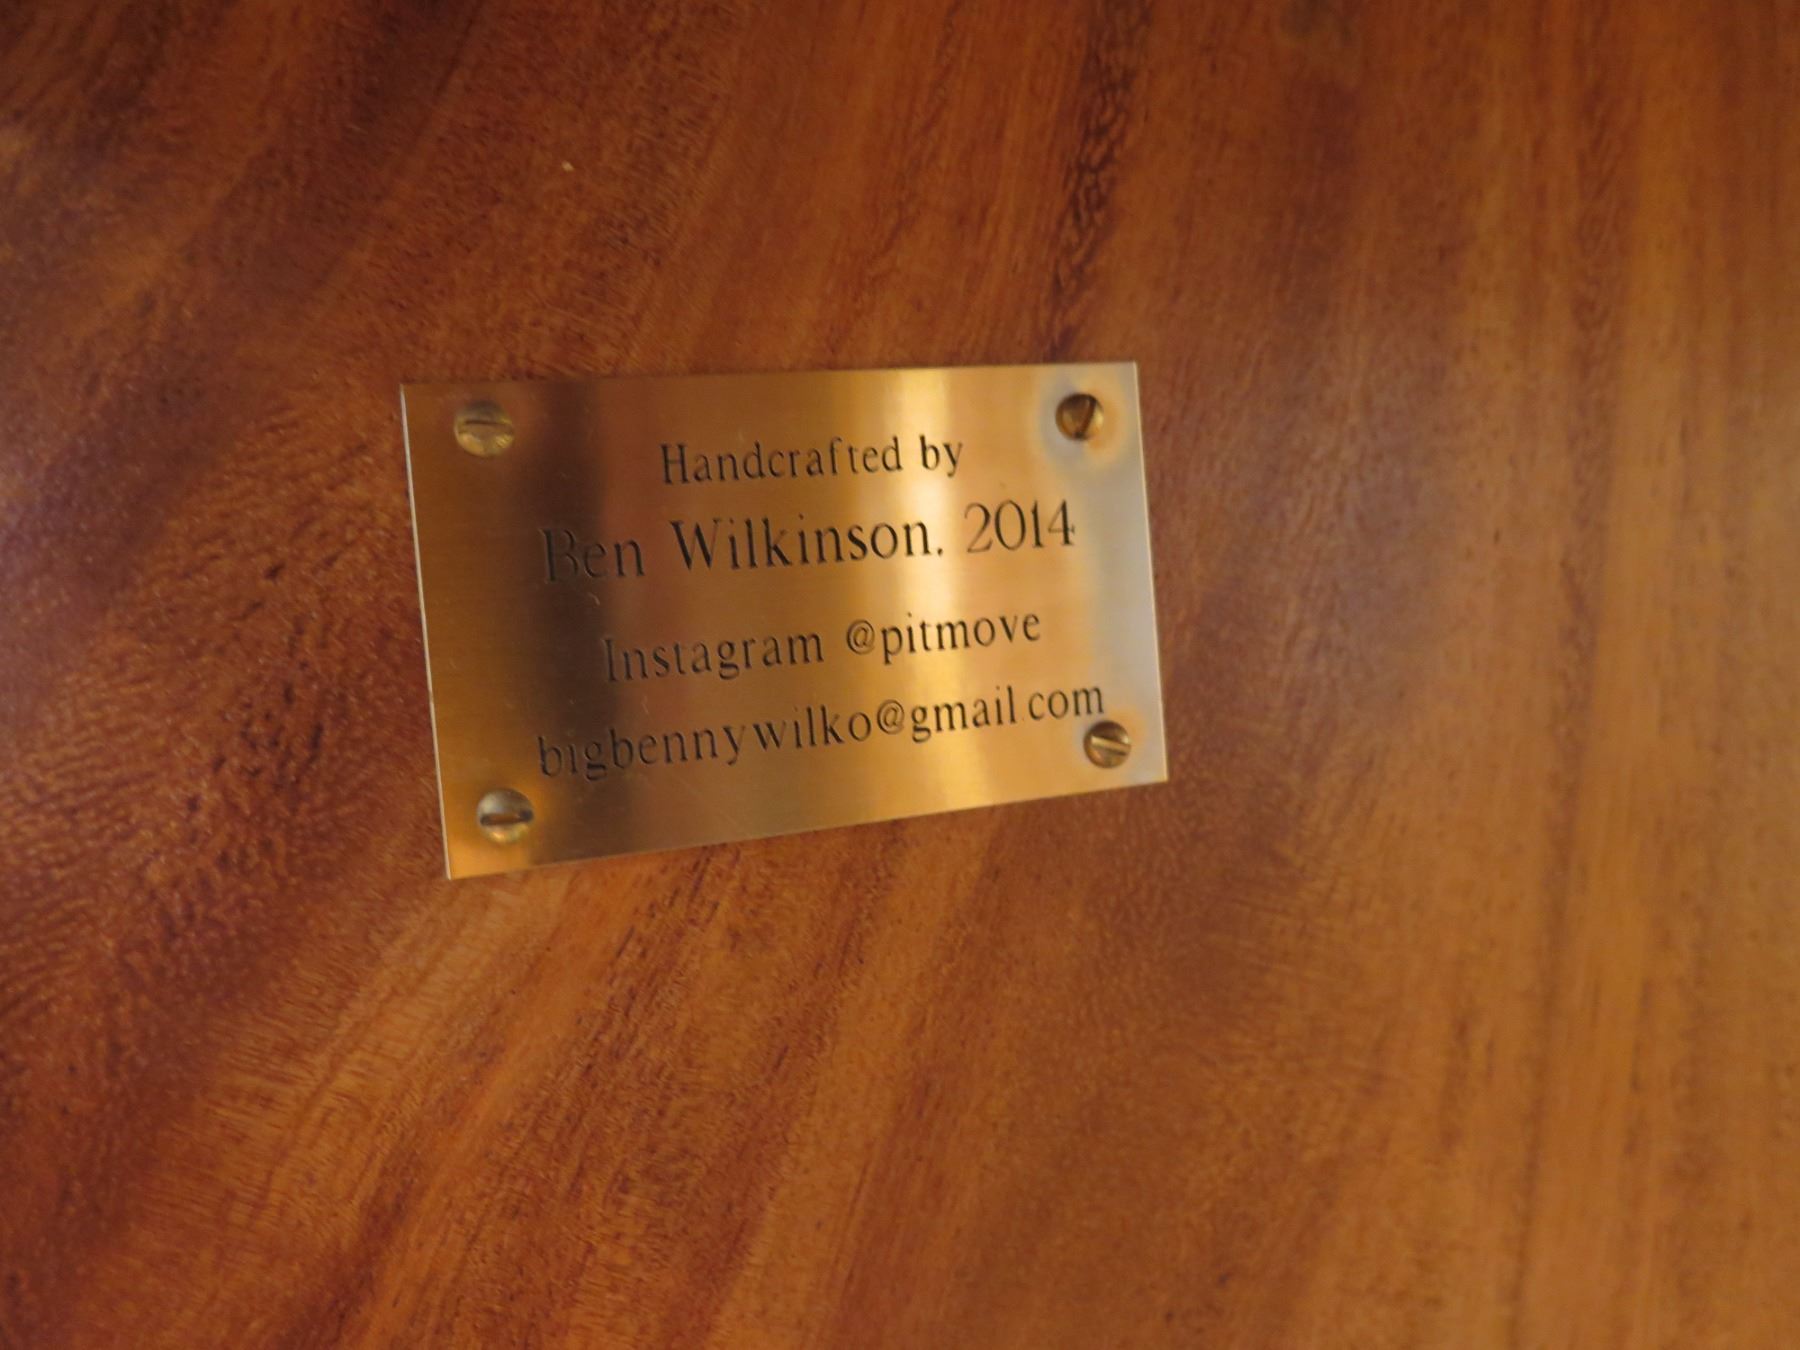 Handcrafted by
Ben Wilkinson. 2014
Instagram @pitmove
bigbennywilko@gmail.com